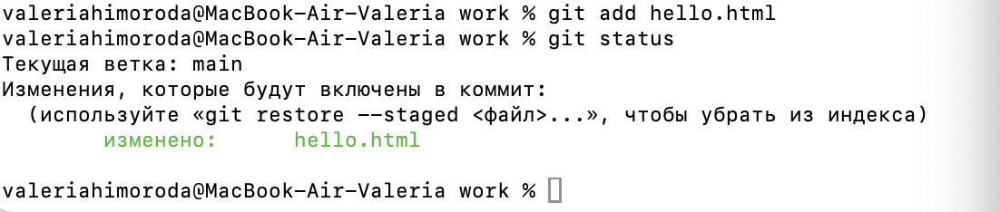 valeriahimoroda@MacBook-Air-Valeria work % git add hello.html
valeriahimoroda@MacBook-Air-Valeria work % git status
Текущая ветка: main
Изменения, которые будут включены в коммит:
  (используйте «git restore --staged <файл>...», чтобы убрать из индекса)
        изменено:      hello.html
valeriahimoroda@MacBook-Air-Valeria work %